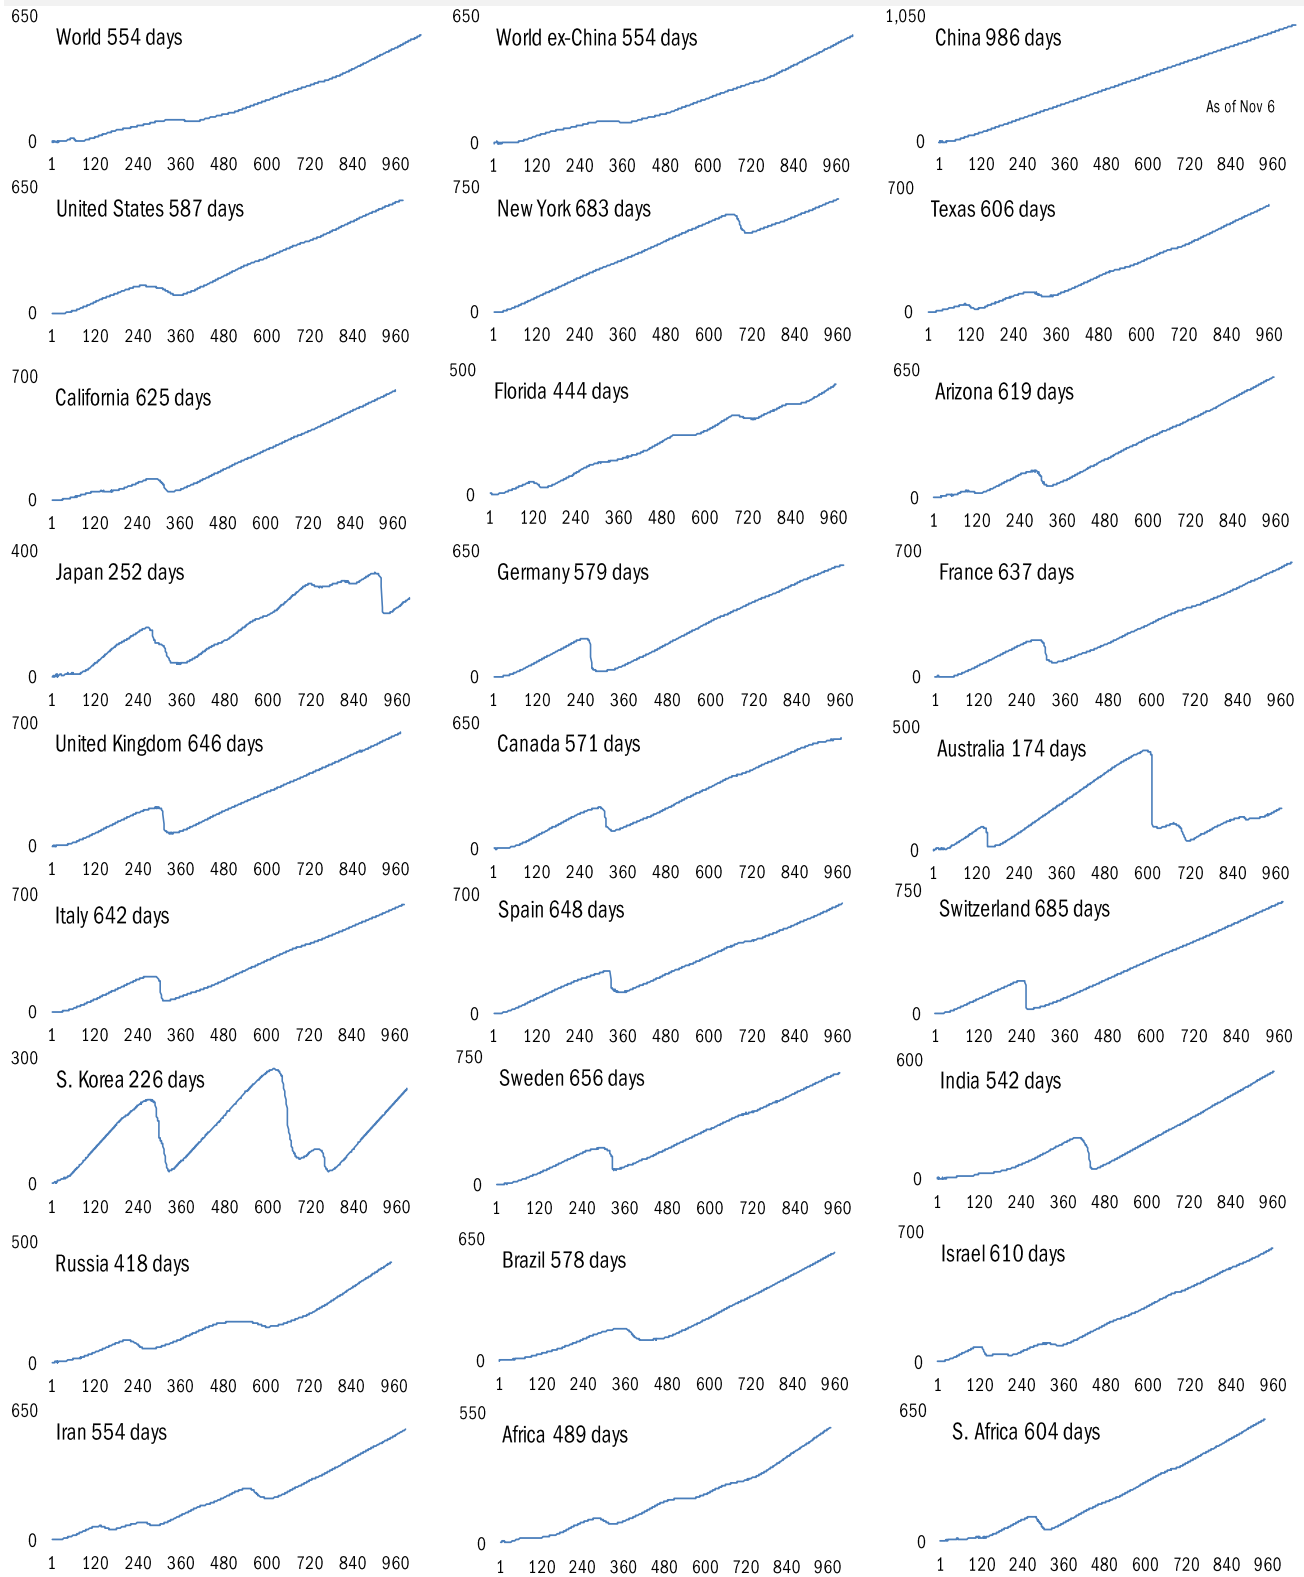 650
World 554 days
0
1 120 240 360 480 600 720 840 960
650
World ex-China 554 days
0
1 120 240 360 480 600 720 840 960
1,050
China 986 days
As of Nov 6
0
1 120 240 360 480 600 720 840 960
650
United States 587 days
0
1 120 240 360 480 600 720 840 960
750
New York 683 days
0
1 120 240 360 480 600 720 840 960
700
Texas 606 days
0
1 120 240 360 480 600 720 840 960
700
California 625 days
0
1 120 240 360 480 600 720 840 960
500
Florida 444 days
0
1 120 240 360 480 600 720 840 960
650
Arizona 619 days
0
1 120 240 360 480 600 720 840 960
400
Japan 252 days
0
1 120 240 360 480 600 720 840 960
650
Germany 579 days
0
1 120 240 360 480 600 720 840 960
700
France 637 days
0
1 120 240 360 480 600 720 840 960
700
United Kingdom 646 days
0
1 120 240 360 480 600 720 840 960
650
Canada 571 days
0
1 120 240 360 480 600 720 840 960
500
Australia 174 days
0
1 120 240 360 480 600 720 840 960
700
Italy 642 days
0
1 120 240 360 480 600 720 840 960
700
Spain 648 days
0
1 120 240 360 480 600 720 840 960
750
Switzerland 685 days
0
1 120 240 360 480 600 720 840 960
300
S. Korea 226 days
0
1 120 240 360 480 600 720 840 960
750
Sweden 656 days
0
1 120 240 360 480 600 720 840 960
600
India 542 days
0
1 120 240 360 480 600 720 840 960
500
Russia 418 days
0
1 120 240 360 480 600 720 840 960
650
Brazil 578 days
0
1 120 240 360 480 600 720 840 960
700
Israel 610 days
0
1 120 240 360 480 600 720 840 960
650
Iran 554 days
0
1 120 240 360 480 600 720 840 960
550
Africa 489 days
0
1 120 240 360 480 600 720 840 960
650
S. Africa 604 days
0
1 120 240 360 480 600 720 840 960